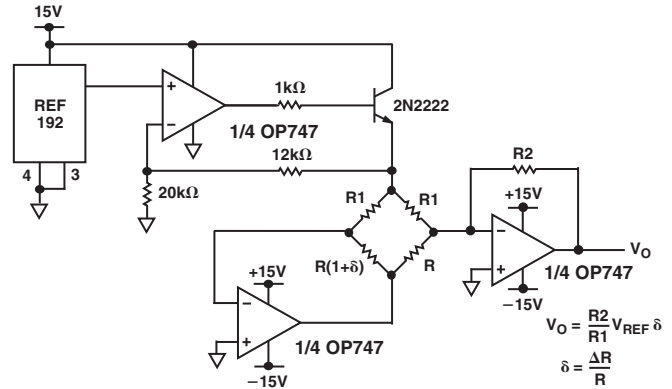 15V
REF
192
4 3
+
−
1/4 OP747
1kΩ
2N2222
12kΩ
20kΩ
R1
R1
R(1+δ)
R
R2
+15V
−
+
1/4 OP747
−15V
VO
+15V
−
+
1/4 OP747
−15V
VO = R2/R1 VREF δ
δ = ΔR/R